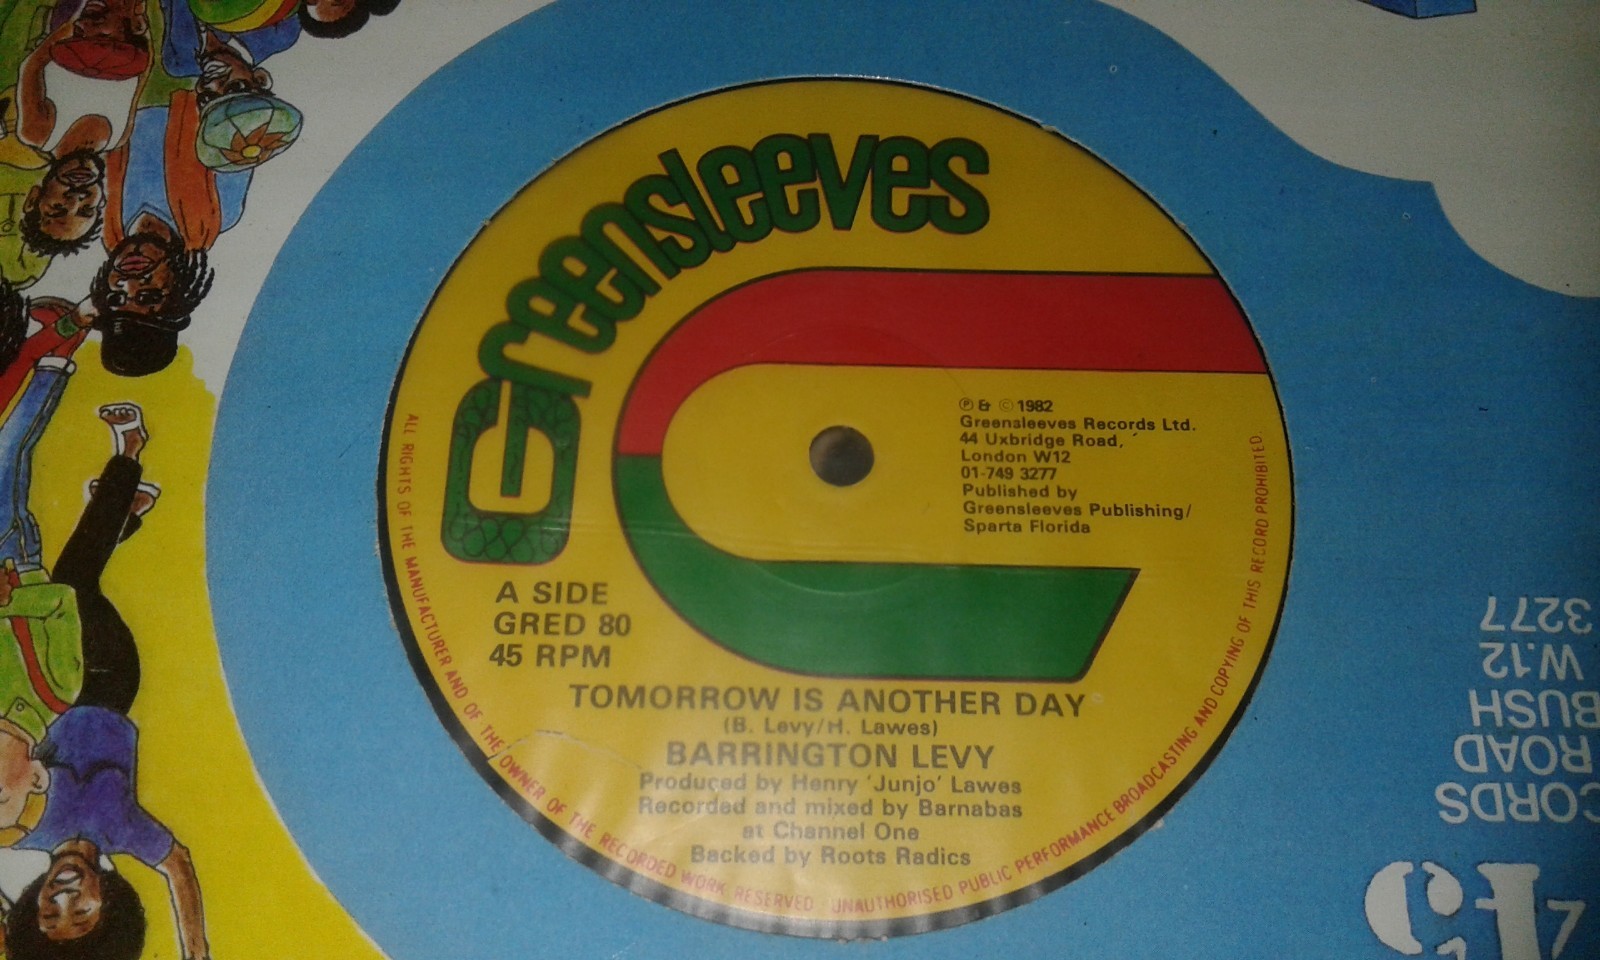 Greensleeves
℗ & © 1982
Greensleeves Records Ltd.
44 Uxbridge Road,
London W12
01-749 3277
Published by
Greensleeves Publishing/
Sparta Florida
A SIDE
GRED 80
45 RPM
TOMORROW IS ANOTHER DAY
(B. Levy/H. Lawes)
BARRINGTON LEVY
Produced by Henry 'Junjo' Lawes
Recorded and mixed by Barnabas
at Channel One
Backed by Roots Radics
ALL RIGHTS OF THE MANUFACTURER AND OF THE OWNER OF THE RECORDED WORK RESERVED UNAUTHORISED PUBLIC PERFORMANCE BROADCASTING AND COPYING OF THIS RECORD PROHIBITED.
45
CORDS
ROAD
BUSH
W.12
3277